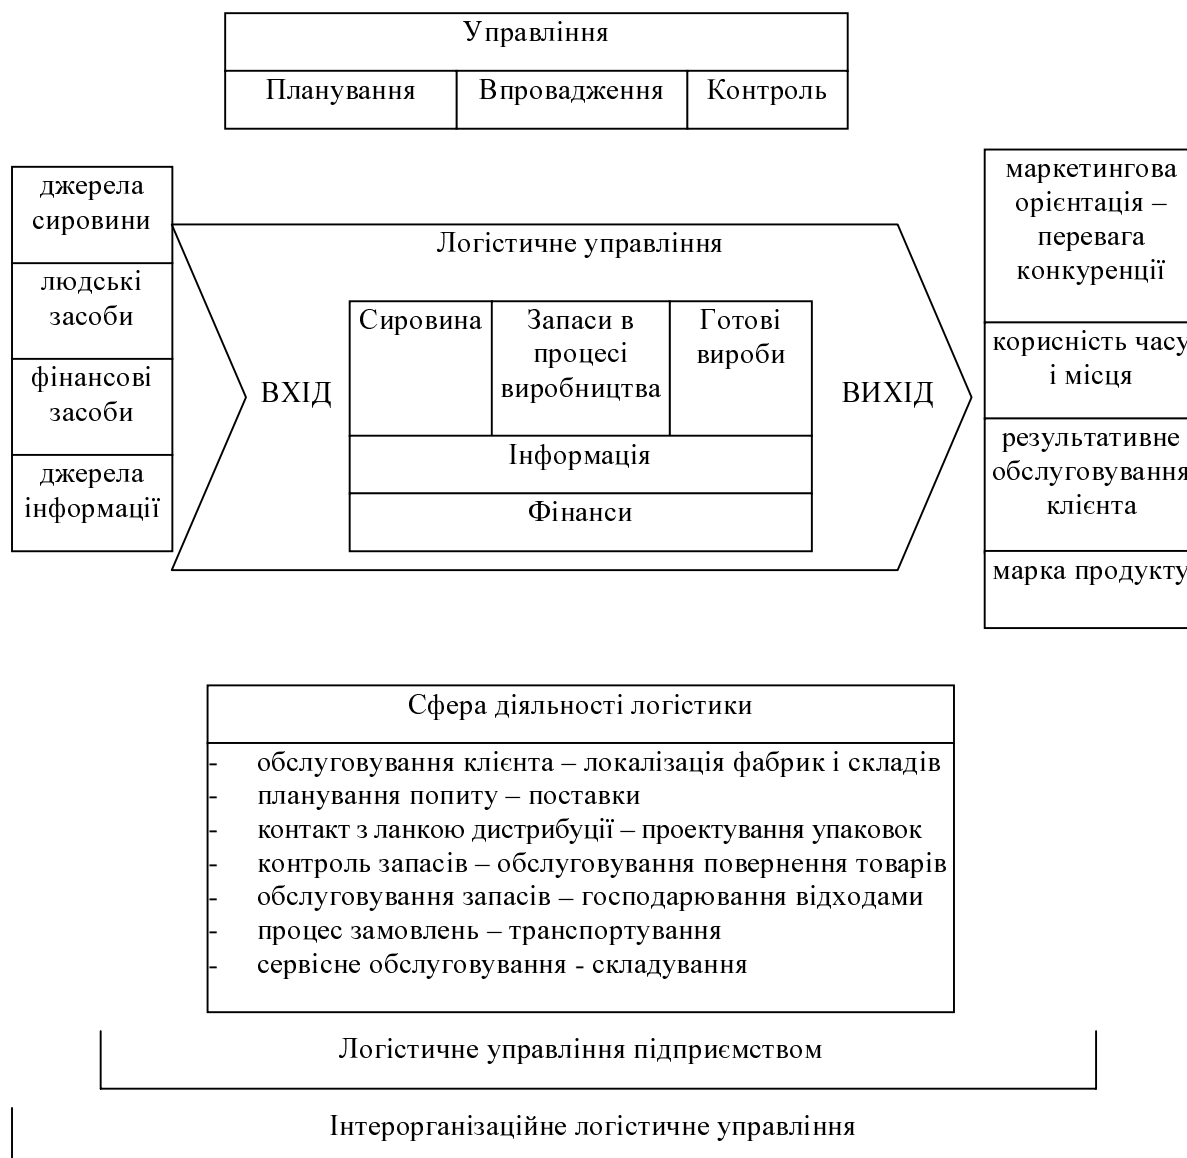 Управління
Планування
Впровадження
Контроль
джерела
сировини
людські
засоби
фінансові
засоби
джерела
інформації
Логістичне управління
ВХІД
Сировина
Запаси в
процесі
виробництва
Готові
вироби
Інформація
Фінанси
ВИХІД
маркетингова
орієнтація –
перевага
конкуренції
корисність часу
і місця
результативне
обслуговування
клієнта
марка продукту
Сфера діяльності логістики
- обслуговування клієнта – локалізація фабрик і складів
- планування попиту – поставки
- контакт з ланкою дистрибуції – проектування упаковок
- контроль запасів – обслуговування повернення товарів
- обслуговування запасів – господарювання відходами
- процес замовлень – транспортування
- сервісне обслуговування - складування
Логістичне управління підприємством
Інтерорганізаційне логістичне управління